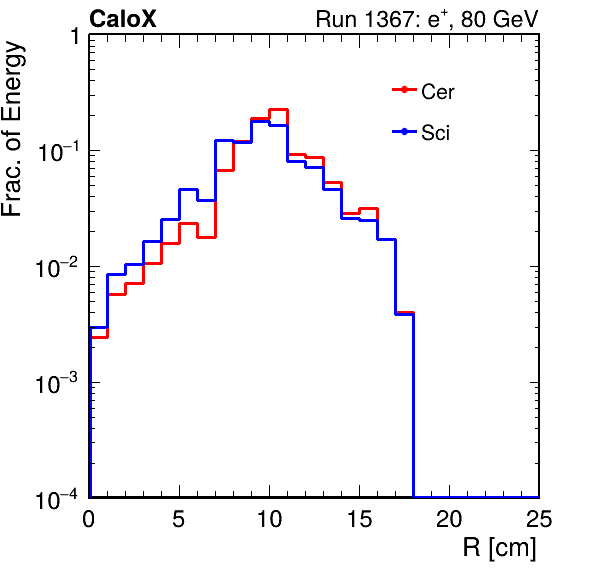 CaloX Run 1367: e⁺, 80 GeV
Frac. of Energy
1
10⁻¹
10⁻²
10⁻³
10⁻⁴
Cer
Sci
0 5 10 15 20 25
R [cm]